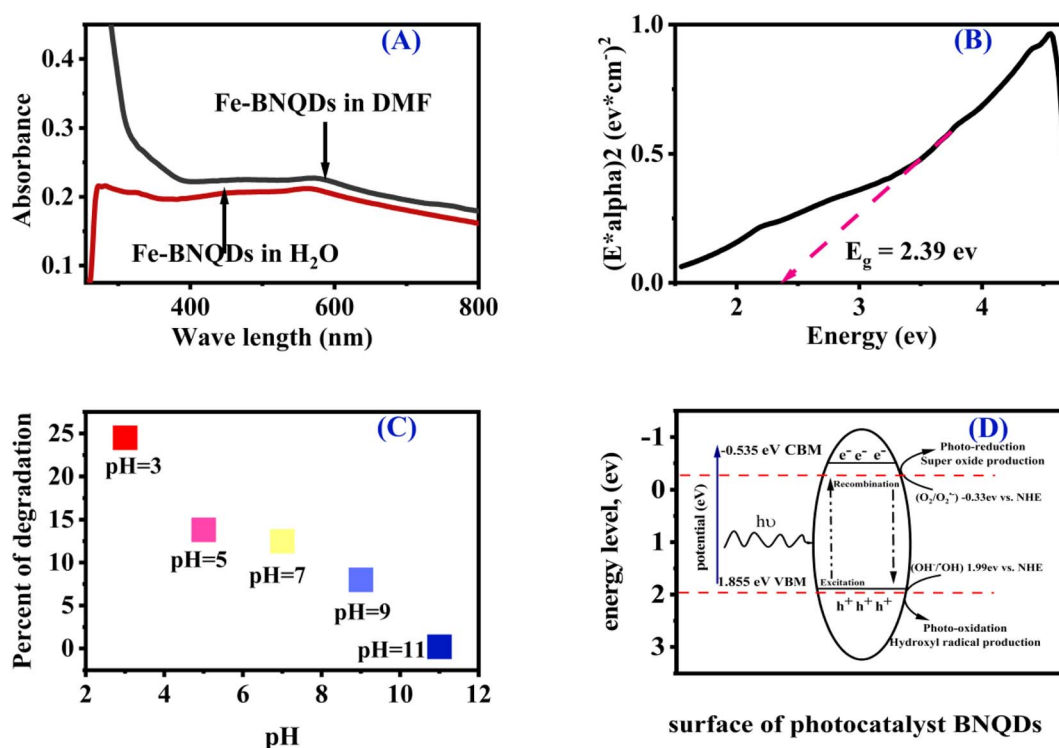 (A)
0.4
0.3
0.2
0.1
Absorbance
Fe-BNQDs in DMF
Fe-BNQDs in H₂O
400 600 800
Wave length (nm)
(B)
1.0
0.5
0.0
(E*alpha)2 (ev*cm⁻)²
E_g = 2.39 ev
2 3 4
Energy (ev)
(C)
25
20
15
10
5
0
Percent of degradation
pH=3
pH=5
pH=7
pH=9
pH=11
2 4 6 8 10 12
pH
(D)
-1
0
1
2
3
energy level, (ev)
potential (eV)
-0.535 eV CBM
e⁻ e⁻ e⁻
Photo-reduction
Super oxide production
Recombination
(O₂/O₂•⁻) -0.33ev vs. NHE
hυ
(OH⁻/•OH) 1.99ev vs. NHE
1.855 eV VBM
Excitation
h⁺ h⁺ h⁺
Photo-oxidation
Hydroxyl radical production
surface of photocatalyst BNQDs